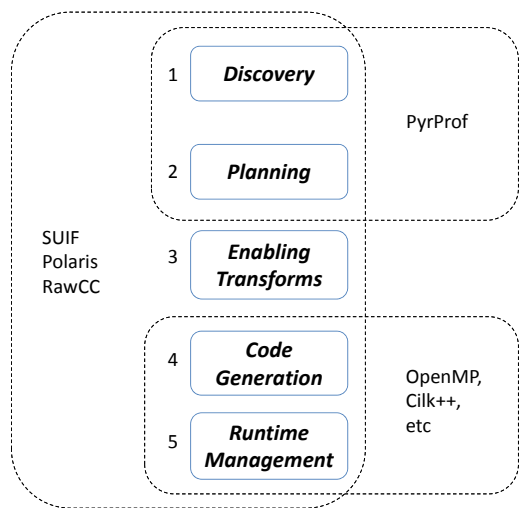 1
Discovery
PyrProf
2
Planning
SUIF
Polaris
RawCC
3
Enabling
Transforms
4
Code
Generation
OpenMP,
Cilk++,
etc
5
Runtime
Management